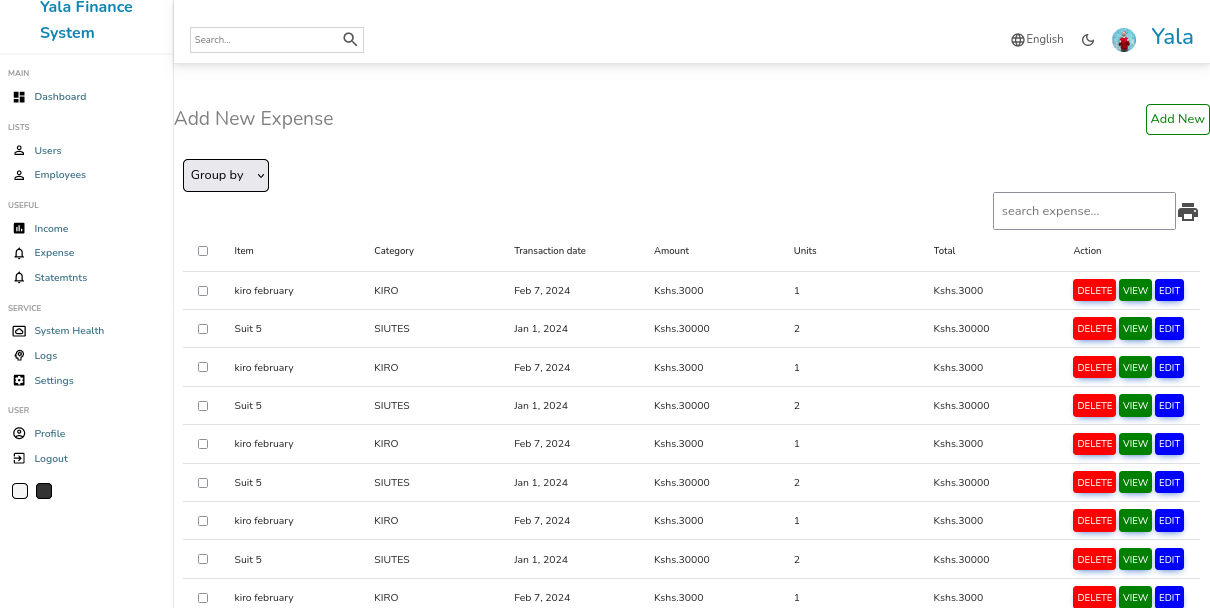 Yala Finance
System
Search...
English
Yala
MAIN
Dashboard
LISTS
Users
Employees
USEFUL
Income
Expense
Statemtnts
SERVICE
System Health
Logs
Settings
USER
Profile
Logout
Add New Expense
Add New
Group by
search expense...
Item Category Transaction date Amount Units Total Action
kiro february KIRO Feb 7, 2024 Kshs.3000 1 Kshs.3000 DELETE VIEW EDIT
Suit 5 SIUTES Jan 1, 2024 Kshs.30000 2 Kshs.30000 DELETE VIEW EDIT
kiro february KIRO Feb 7, 2024 Kshs.3000 1 Kshs.3000 DELETE VIEW EDIT
Suit 5 SIUTES Jan 1, 2024 Kshs.30000 2 Kshs.30000 DELETE VIEW EDIT
kiro february KIRO Feb 7, 2024 Kshs.3000 1 Kshs.3000 DELETE VIEW EDIT
Suit 5 SIUTES Jan 1, 2024 Kshs.30000 2 Kshs.30000 DELETE VIEW EDIT
kiro february KIRO Feb 7, 2024 Kshs.3000 1 Kshs.3000 DELETE VIEW EDIT
Suit 5 SIUTES Jan 1, 2024 Kshs.30000 2 Kshs.30000 DELETE VIEW EDIT
kiro february KIRO Feb 7, 2024 Kshs.3000 1 Kshs.3000 DELETE VIEW EDIT